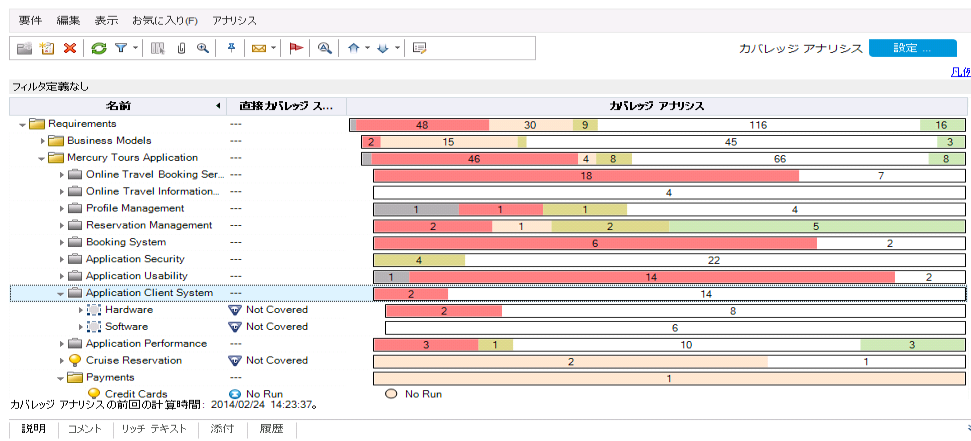 要件 編集 表示 お気に入り(F) アナリシス
カバレッジ アナリシス 設定 ...
フィルタ定義なし
名前 直接カバレッジ ス... カバレッジ アナリシス
Requirements --- 48 30 9 116 16
Business Models --- 2 15 45 3
Mercury Tours Application --- 46 4 8 66 8
Online Travel Booking Ser... --- 18 7
Online Travel Information... --- 4
Profile Management --- 1 1 1 4
Reservation Management --- 2 1 2 5
Booking System --- 6 2
Application Security --- 4 22
Application Usability --- 1 14 2
Application Client System --- 2 14
Hardware Not Covered 2 8
Software Not Covered 6
Application Performance --- 3 1 10 3
Cruise Reservation Not Covered 2 1
Payments --- 1
Credit Cards No Run No Run
カバレッジ アナリシスの前回の計算時間: 2014/02/24 14:23:37。
説明 コメント リッチ テキスト 添付 履歴